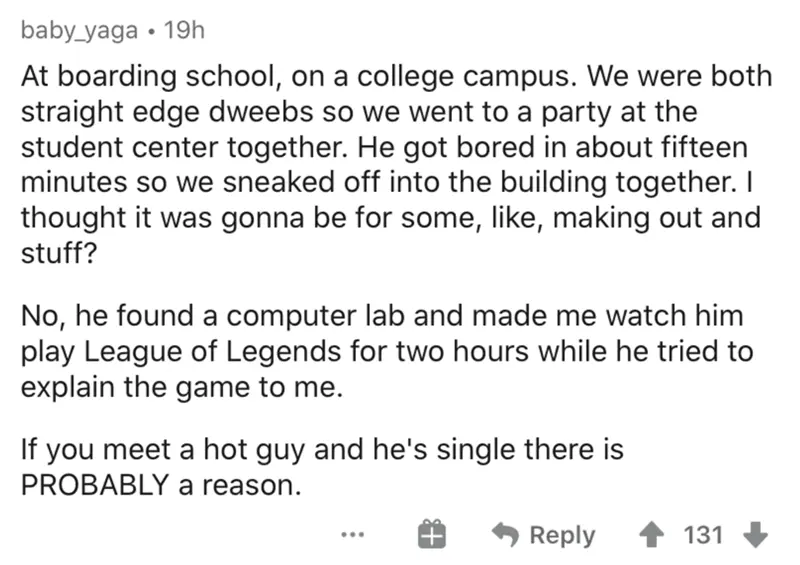 baby_yaga • 19h
At boarding school, on a college campus. We were both
straight edge dweebs so we went to a party at the
student center together. He got bored in about fifteen
minutes so we sneaked off into the building together. I
thought it was gonna be for some, like, making out and
stuff?
No, he found a computer lab and made me watch him
play League of Legends for two hours while he tried to
explain the game to me.
If you meet a hot guy and he's single there is
PROBABLY a reason.
... Reply 131